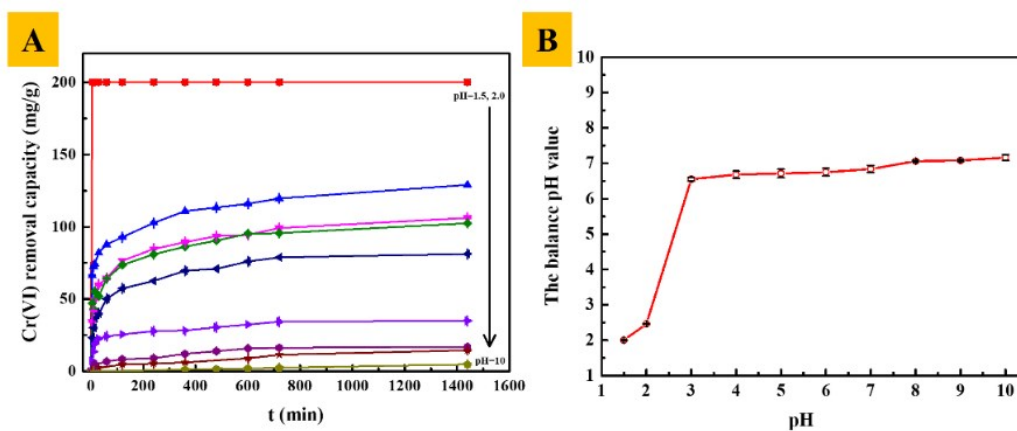 A
Cr(VI) removal capacity (mg/g)
200
150
100
50
0
pH=1.5, 2.0
pH=10
0 200 400 600 800 1000 1200 1400 1600
t (min)
B
The balance pH value
10
9
8
7
6
5
4
3
2
1
1 2 3 4 5 6 7 8 9 10
pH